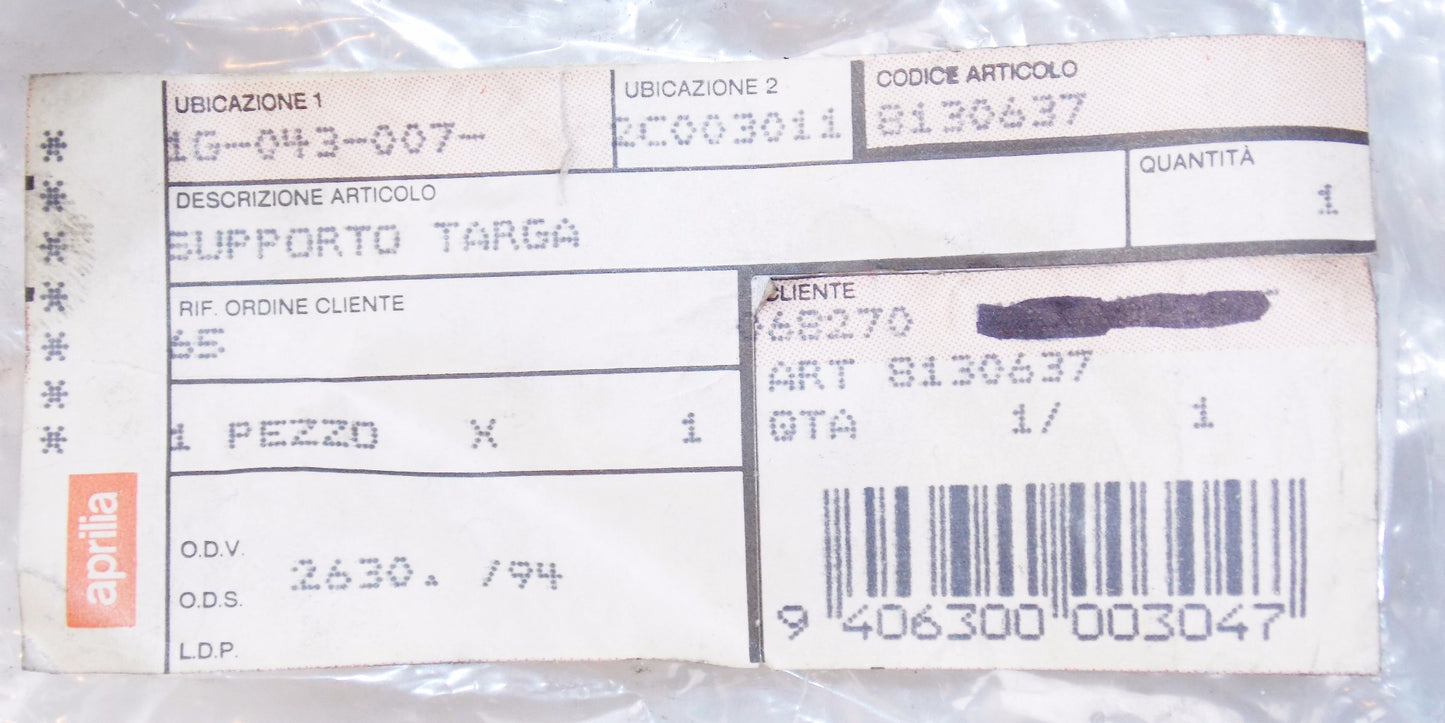 UBICAZIONE 1
1G-043-007-
UBICAZIONE 2
2C003011
CODICE ARTICOLO
8130637
DESCRIZIONE ARTICOLO
SUPPORTO TARGA
QUANTITÀ
1
RIF. ORDINE CLIENTE
65
CLIENTE
68270
ART 8130637
QTA 1/ 1
1 PEZZO X 1
O.D.V.
2630. /94
O.D.S.
L.D.P.
9 406300 003047
*
*
*
*
*
*
*
aprilia